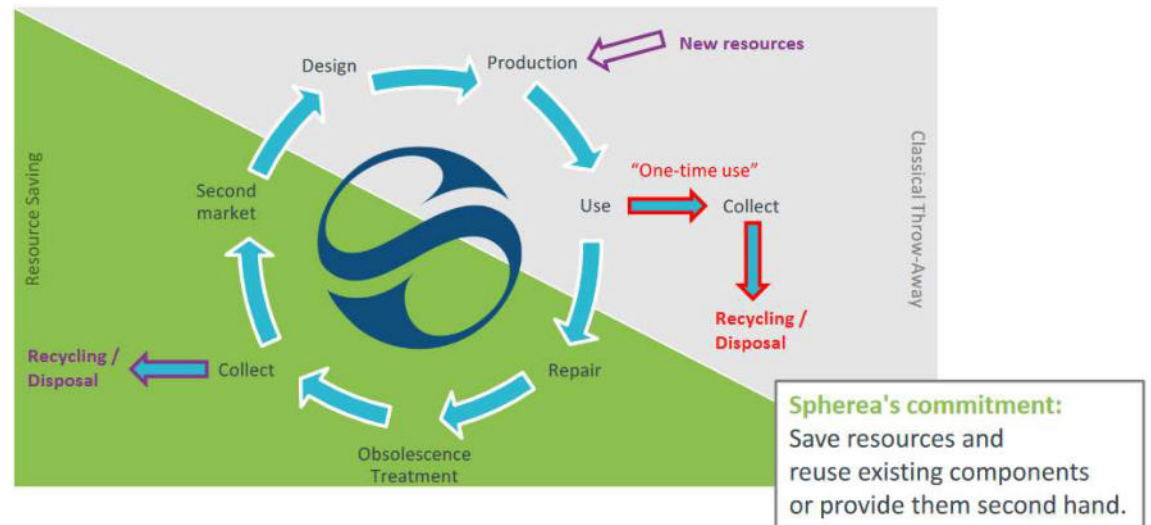 New resources
Production
Design
Classical Throw-Away
Resource Saving
"One-time use"
Second
market
Use
Collect
Recycling /
Disposal
Recycling /
Disposal
Collect
Repair
Obsolescence
Treatment
Spherea's commitment:
Save resources and
reuse existing components
or provide them second hand.